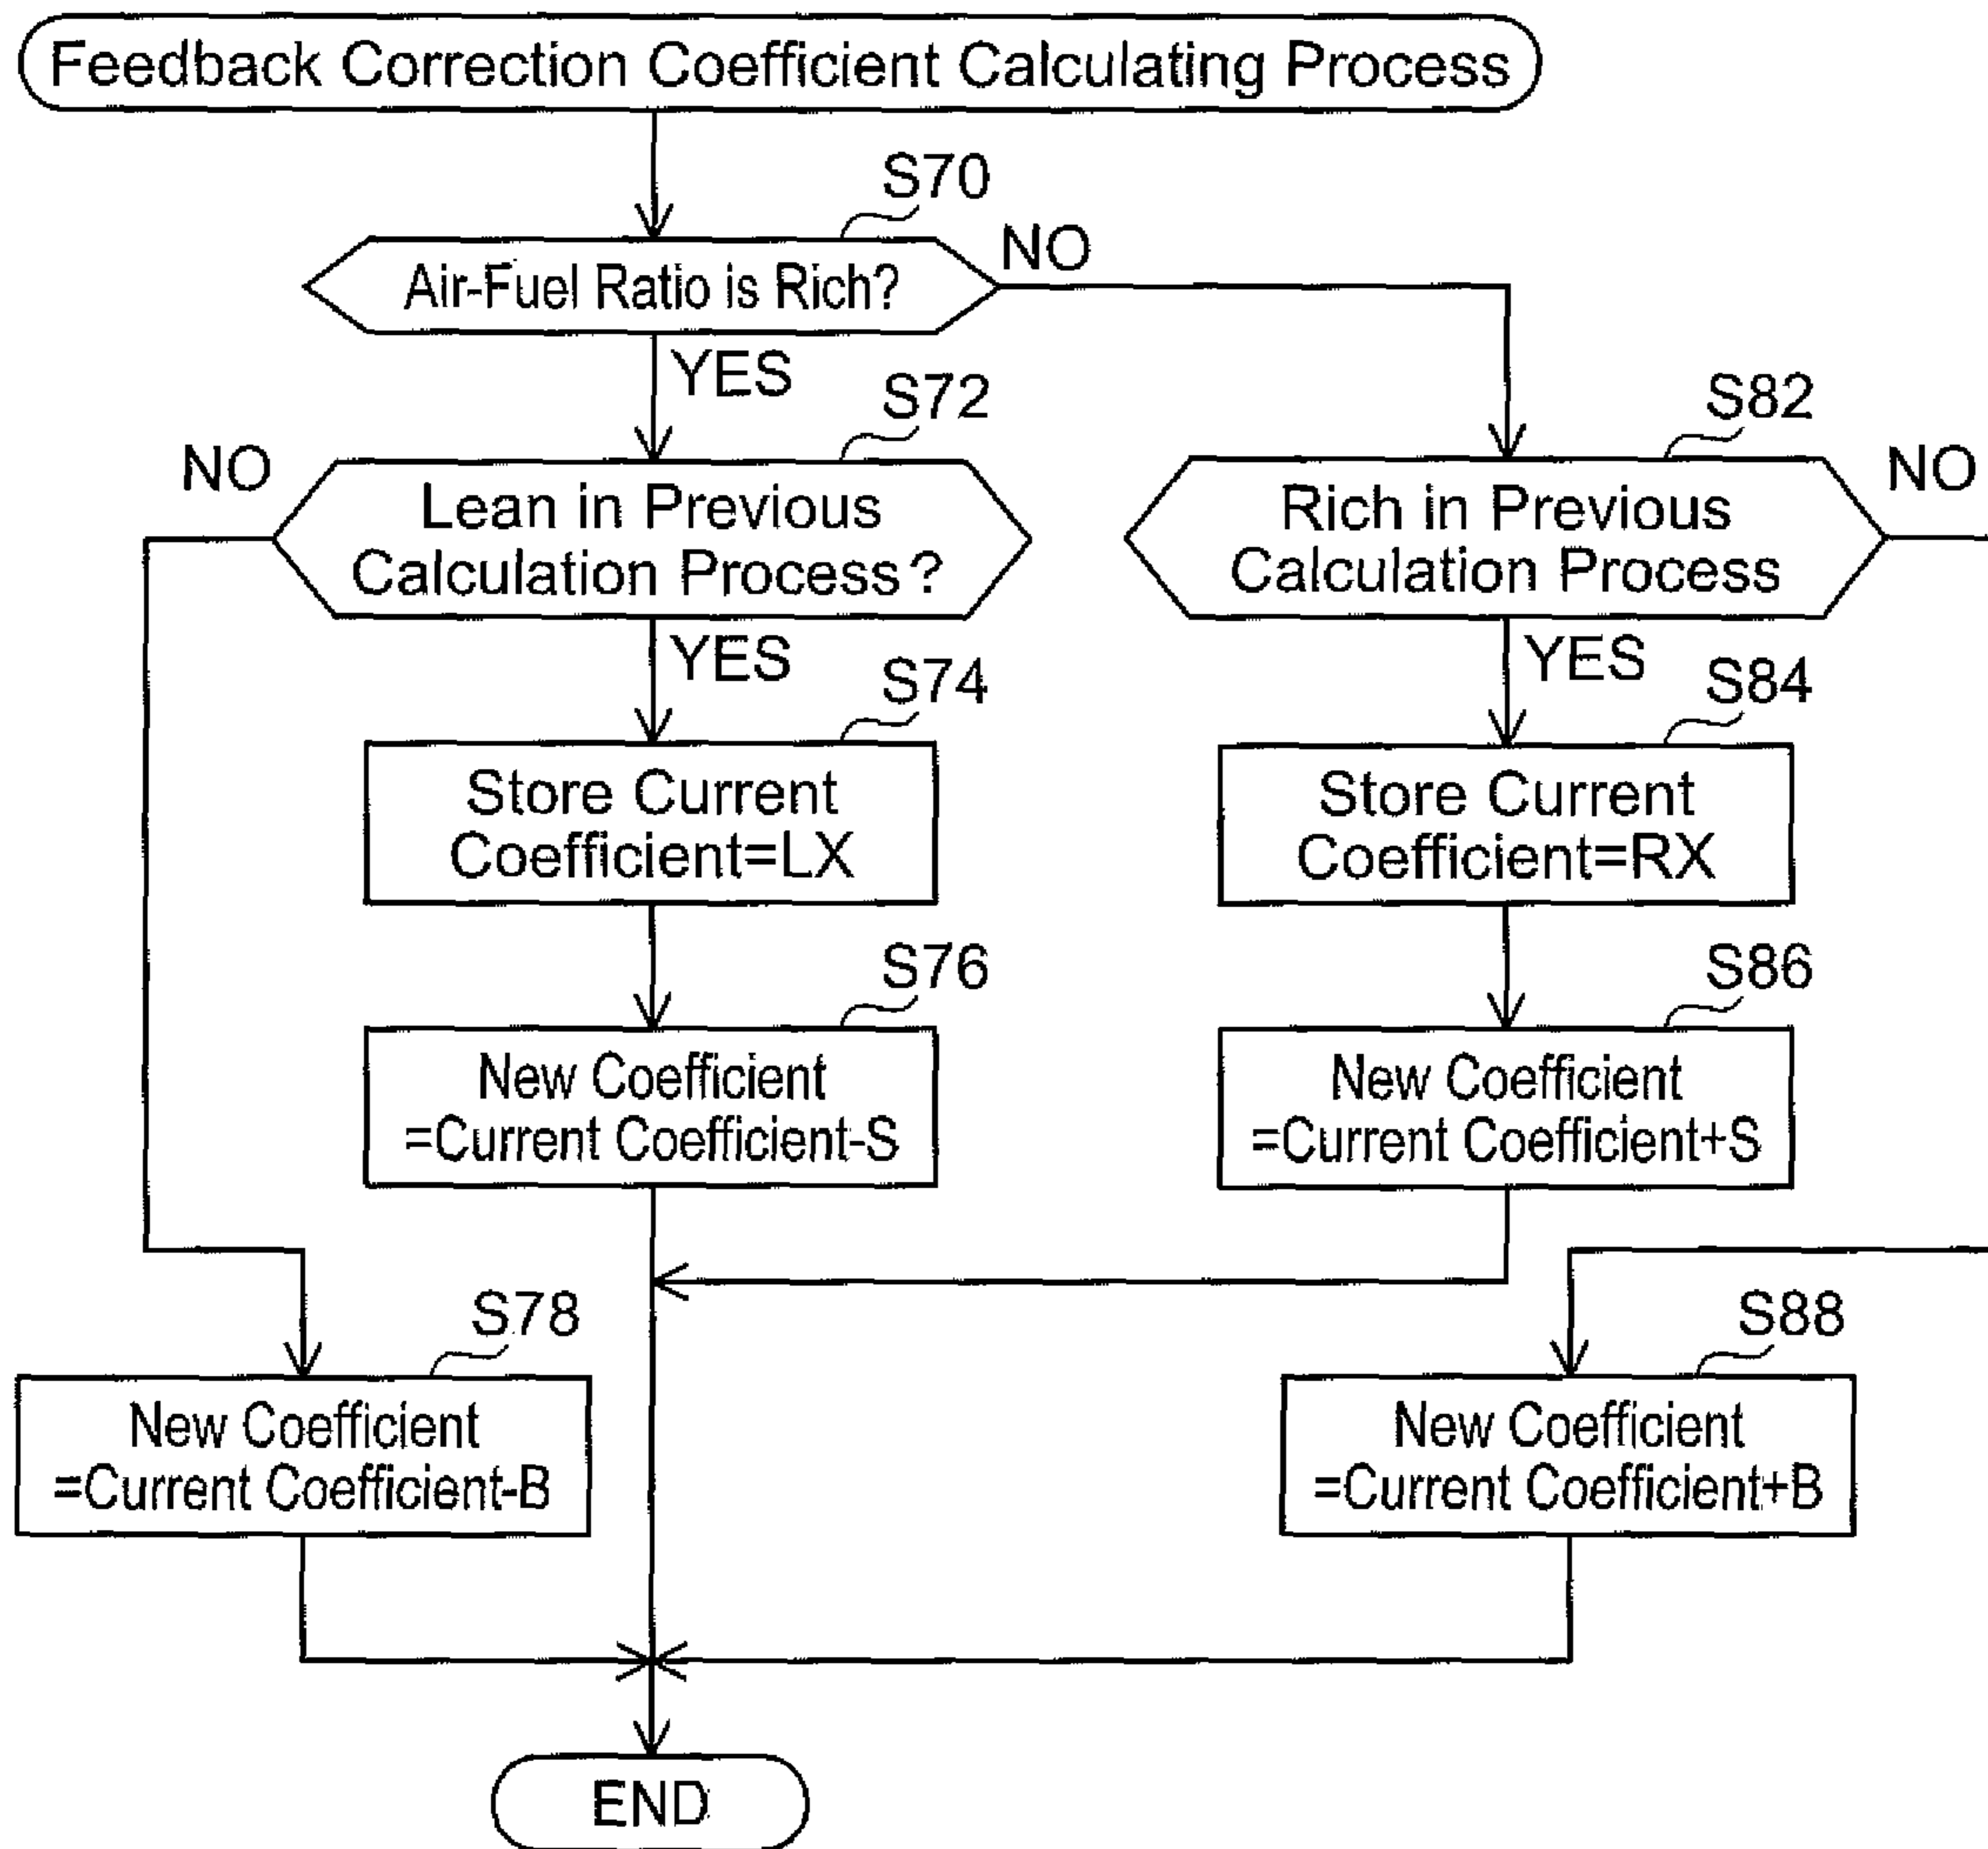 Feedback Correction Coefficient Calculating Process
S70
Air-Fuel Ratio is Rich?
NO
YES
S72
S82
NO
Lean in Previous
Calculation Process?
Rich in Previous
Calculation Process
NO
YES
S74
YES
S84
Store Current
Coefficient=LX
Store Current
Coefficient=RX
S76
S86
New Coefficient
=Current Coefficient-S
New Coefficient
=Current Coefficient+S
S78
S88
New Coefficient
=Current Coefficient-B
New Coefficient
=Current Coefficient+B
END